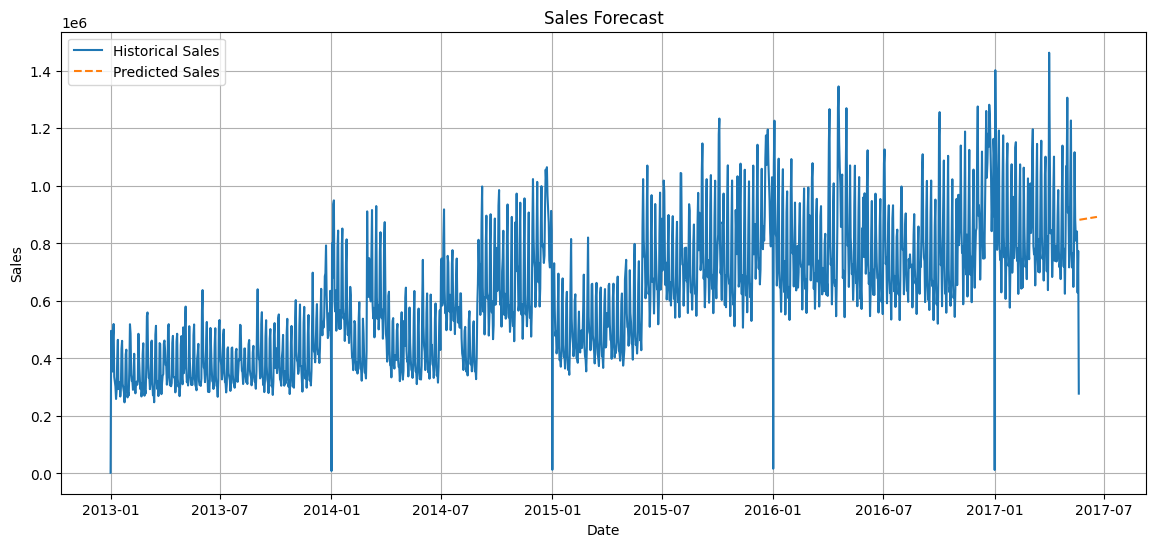 Sales Forecast
1e6
Historical Sales
Predicted Sales
1.4
1.2
1.0
0.8
0.6
0.4
0.2
0.0
Sales
2013-01 2013-07 2014-01 2014-07 2015-01 2015-07 2016-01 2016-07 2017-01 2017-07
Date